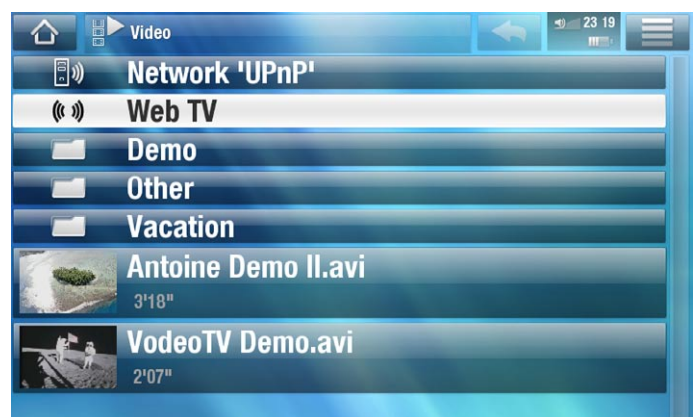 Video
23 19
Network 'UPnP'
Web TV
Demo
Other
Vacation
Antoine Demo II.avi
3'18"
VodeoTV Demo.avi
2'07"